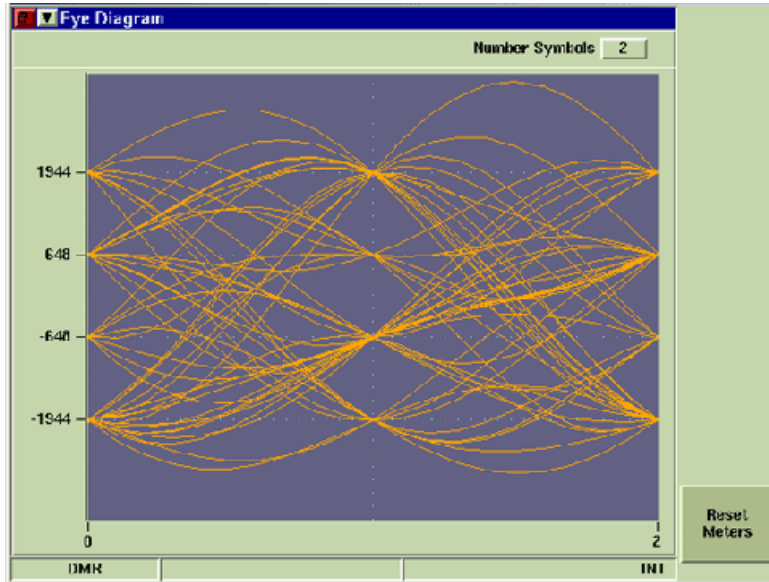 Eye Diagram
Number Symbols 2
1944
648
-648
-1944
0
2
Reset
Meters
DMR
INT